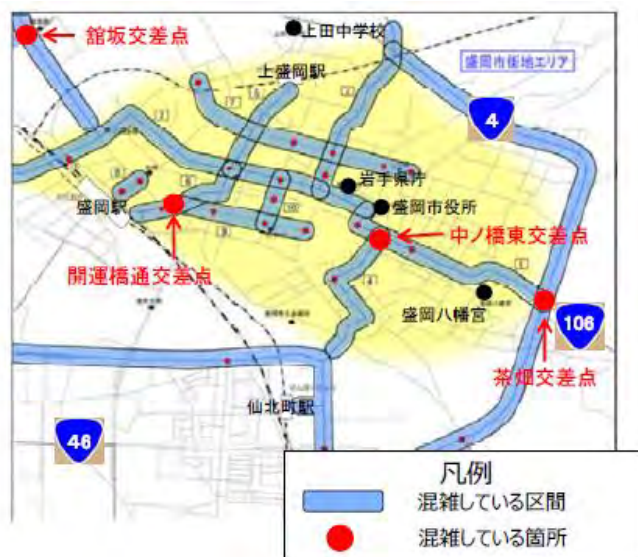 舘坂交差点
上田中学校
上盛岡駅
盛岡市街地エリア
4
岩手県庁
盛岡駅
盛岡市役所
中ノ橋東交差点
開運橋通交差点
盛岡八幡宮
106
茶畑交差点
仙北町駅
46
凡例
混雑している区間
混雑している箇所